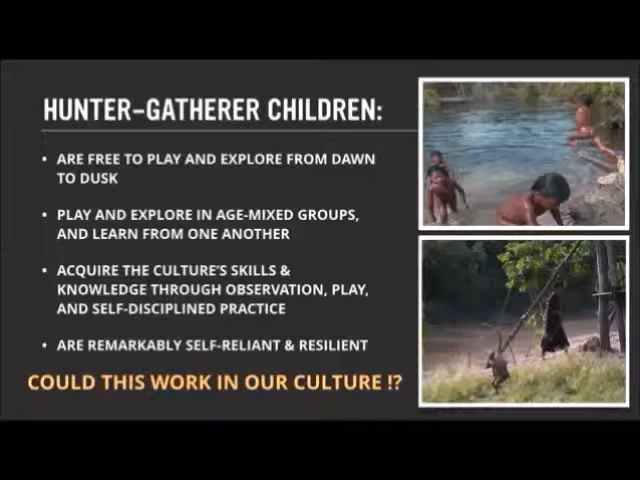 HUNTER-GATHERER CHILDREN:
• ARE FREE TO PLAY AND EXPLORE FROM DAWN
TO DUSK
• PLAY AND EXPLORE IN AGE-MIXED GROUPS,
AND LEARN FROM ONE ANOTHER
• ACQUIRE THE CULTURE'S SKILLS &
KNOWLEDGE THROUGH OBSERVATION, PLAY,
AND SELF-DISCIPLINED PRACTICE
• ARE REMARKABLY SELF-RELIANT & RESILIENT
COULD THIS WORK IN OUR CULTURE !?